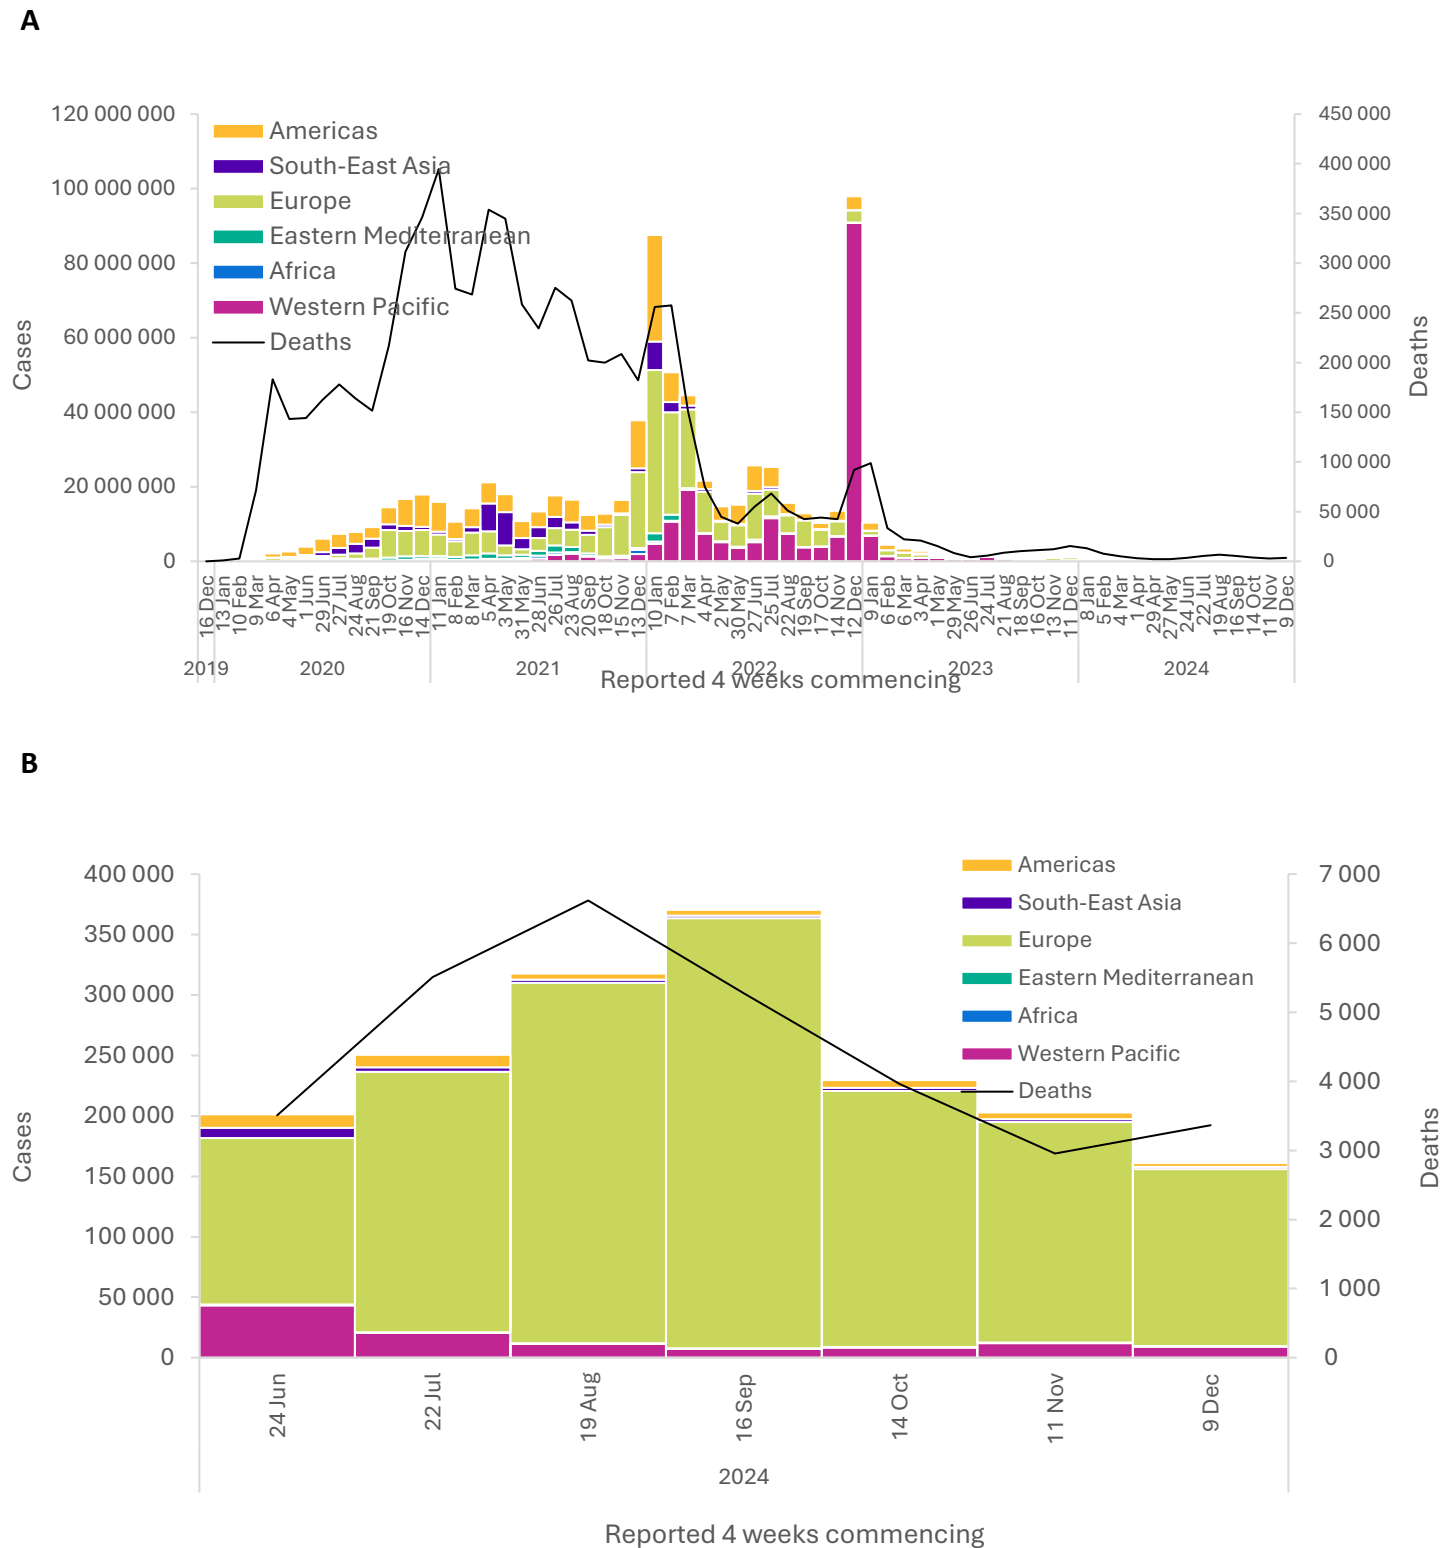 A
120 000 000
100 000 000
80 000 000
60 000 000
40 000 000
20 000 000
0
Cases
Americas
South-East Asia
Europe
Eastern Mediterranean
Africa
Western Pacific
Deaths
450 000
400 000
350 000
300 000
250 000
200 000
150 000
100 000
50 000
0
Deaths
16 Dec
13 Jan
10 Feb
9 Mar
6 Apr
4 May
1 Jun
29 Jun
27 Jul
24 Aug
21 Sep
19 Oct
16 Nov
14 Dec
11 Jan
8 Feb
8 Mar
5 Apr
3 May
31 May
28 Jun
26 Jul
23 Aug
20 Sep
18 Oct
15 Nov
13 Dec
10 Jan
7 Feb
7 Mar
4 Apr
2 May
30 May
27 Jun
25 Jul
22 Aug
19 Sep
17 Oct
14 Nov
12 Dec
9 Jan
6 Feb
6 Mar
3 Apr
1 May
29 May
26 Jun
24 Jul
21 Aug
18 Sep
16 Oct
13 Nov
11 Dec
8 Jan
5 Feb
4 Mar
1 Apr
29 Apr
27 May
24 Jun
22 Jul
19 Aug
16 Sep
14 Oct
11 Nov
9 Dec
2019 2020 2021 2022 2023 2024
Reported 4 weeks commencing
B
400 000
350 000
300 000
250 000
200 000
150 000
100 000
50 000
0
Cases
Americas
South-East Asia
Europe
Eastern Mediterranean
Africa
Western Pacific
Deaths
7 000
6 000
5 000
4 000
3 000
2 000
1 000
0
Deaths
24 Jun
22 Jul
19 Aug
16 Sep
14 Oct
11 Nov
9 Dec
2024
Reported 4 weeks commencing